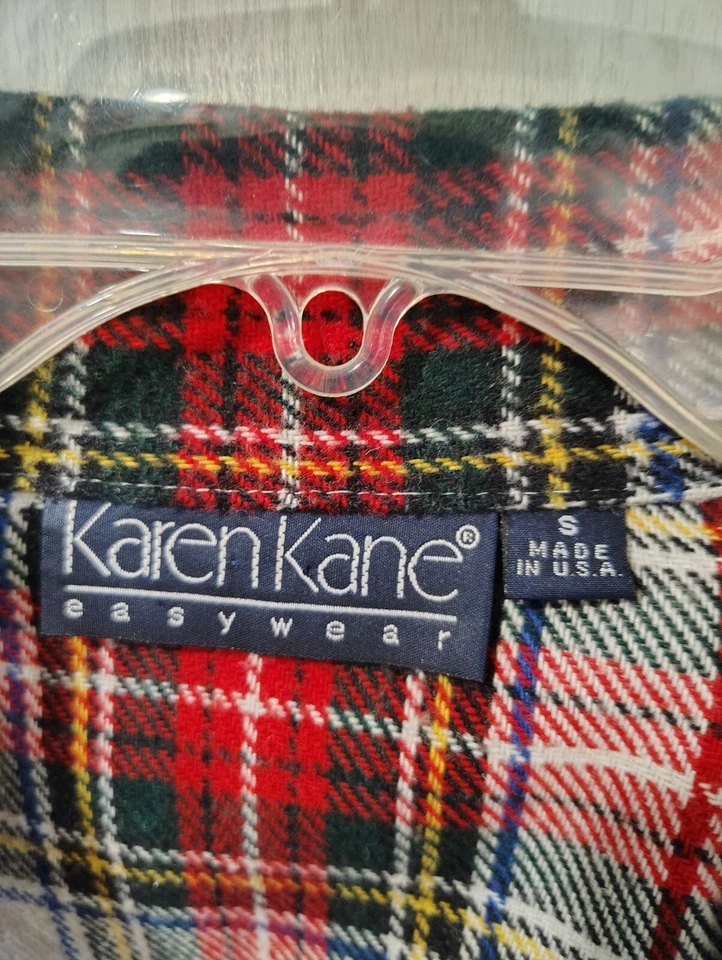 Karen Kane®
easywear
S
MADE
IN U.S.A.